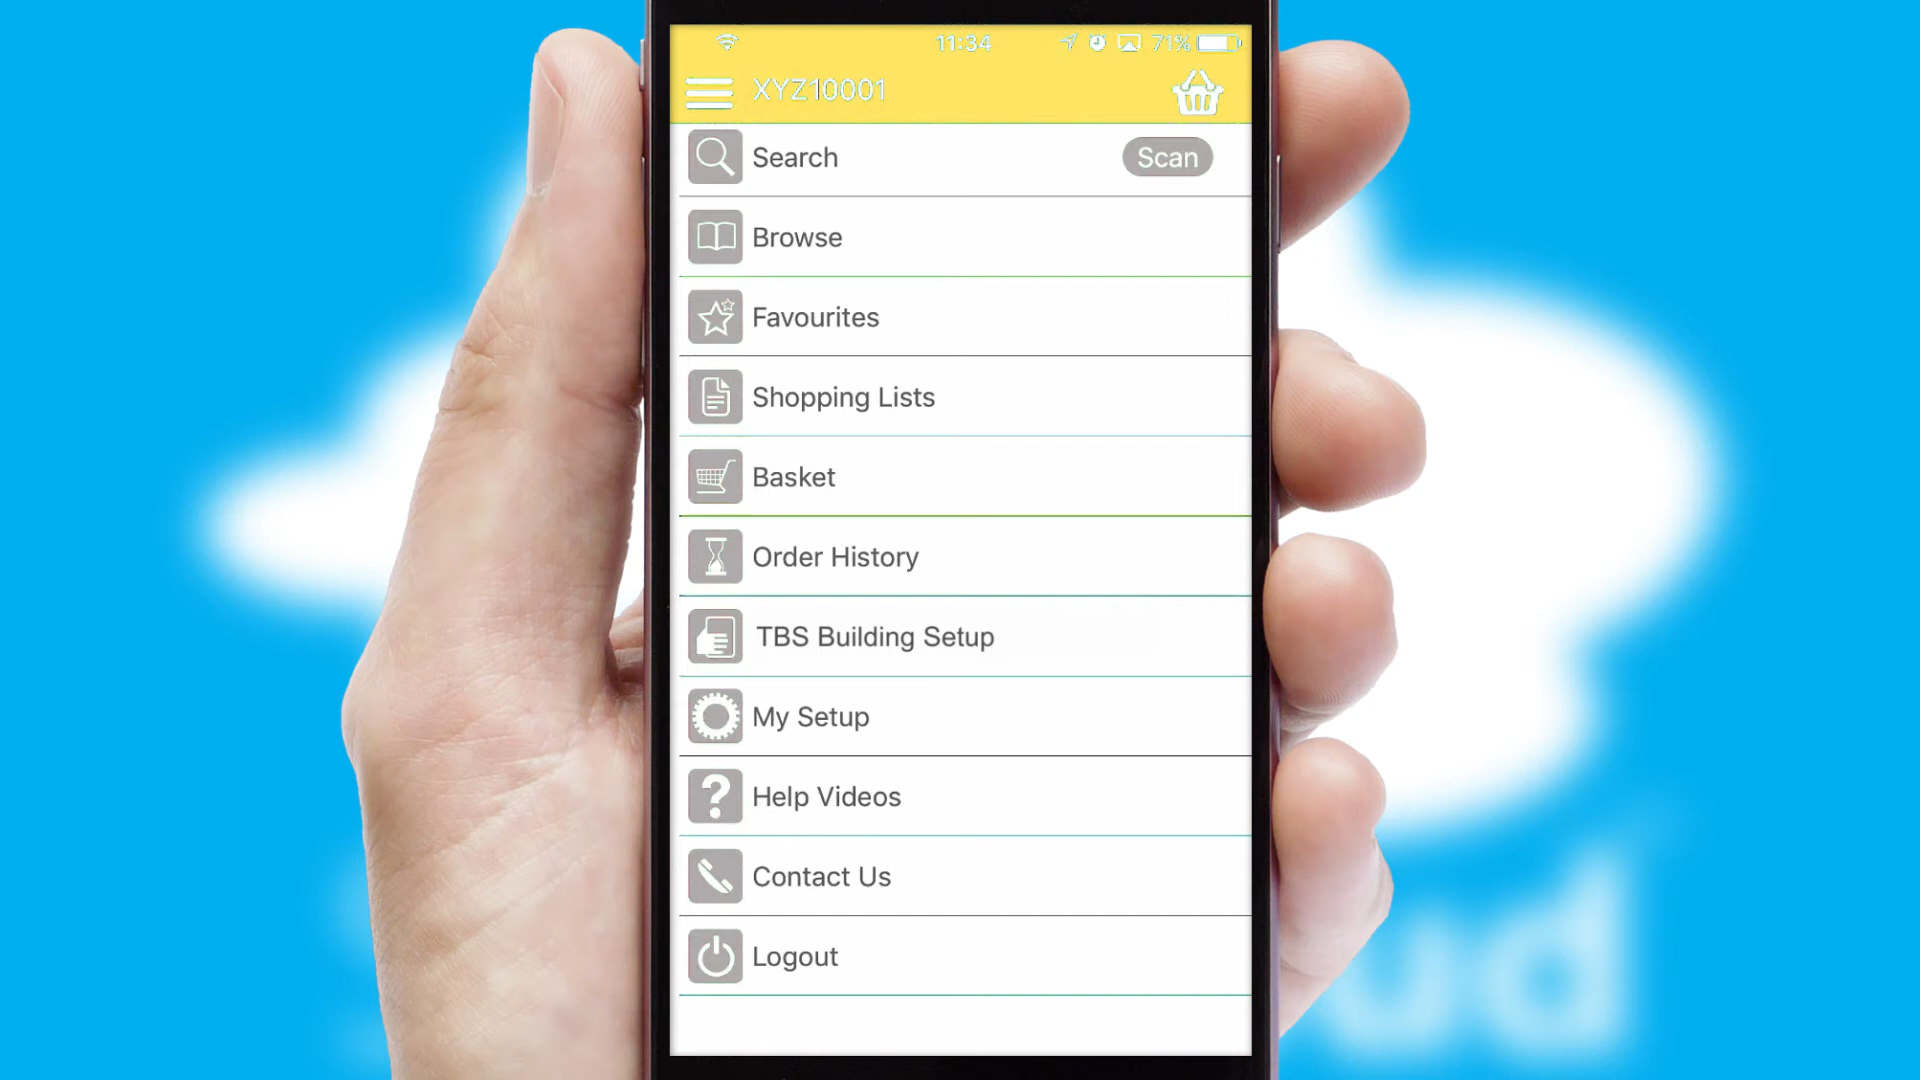 11:34 71%
XYZ10001
Search Scan
Browse
Favourites
Shopping Lists
Basket
Order History
TBS Building Setup
My Setup
Help Videos
Contact Us
Logout